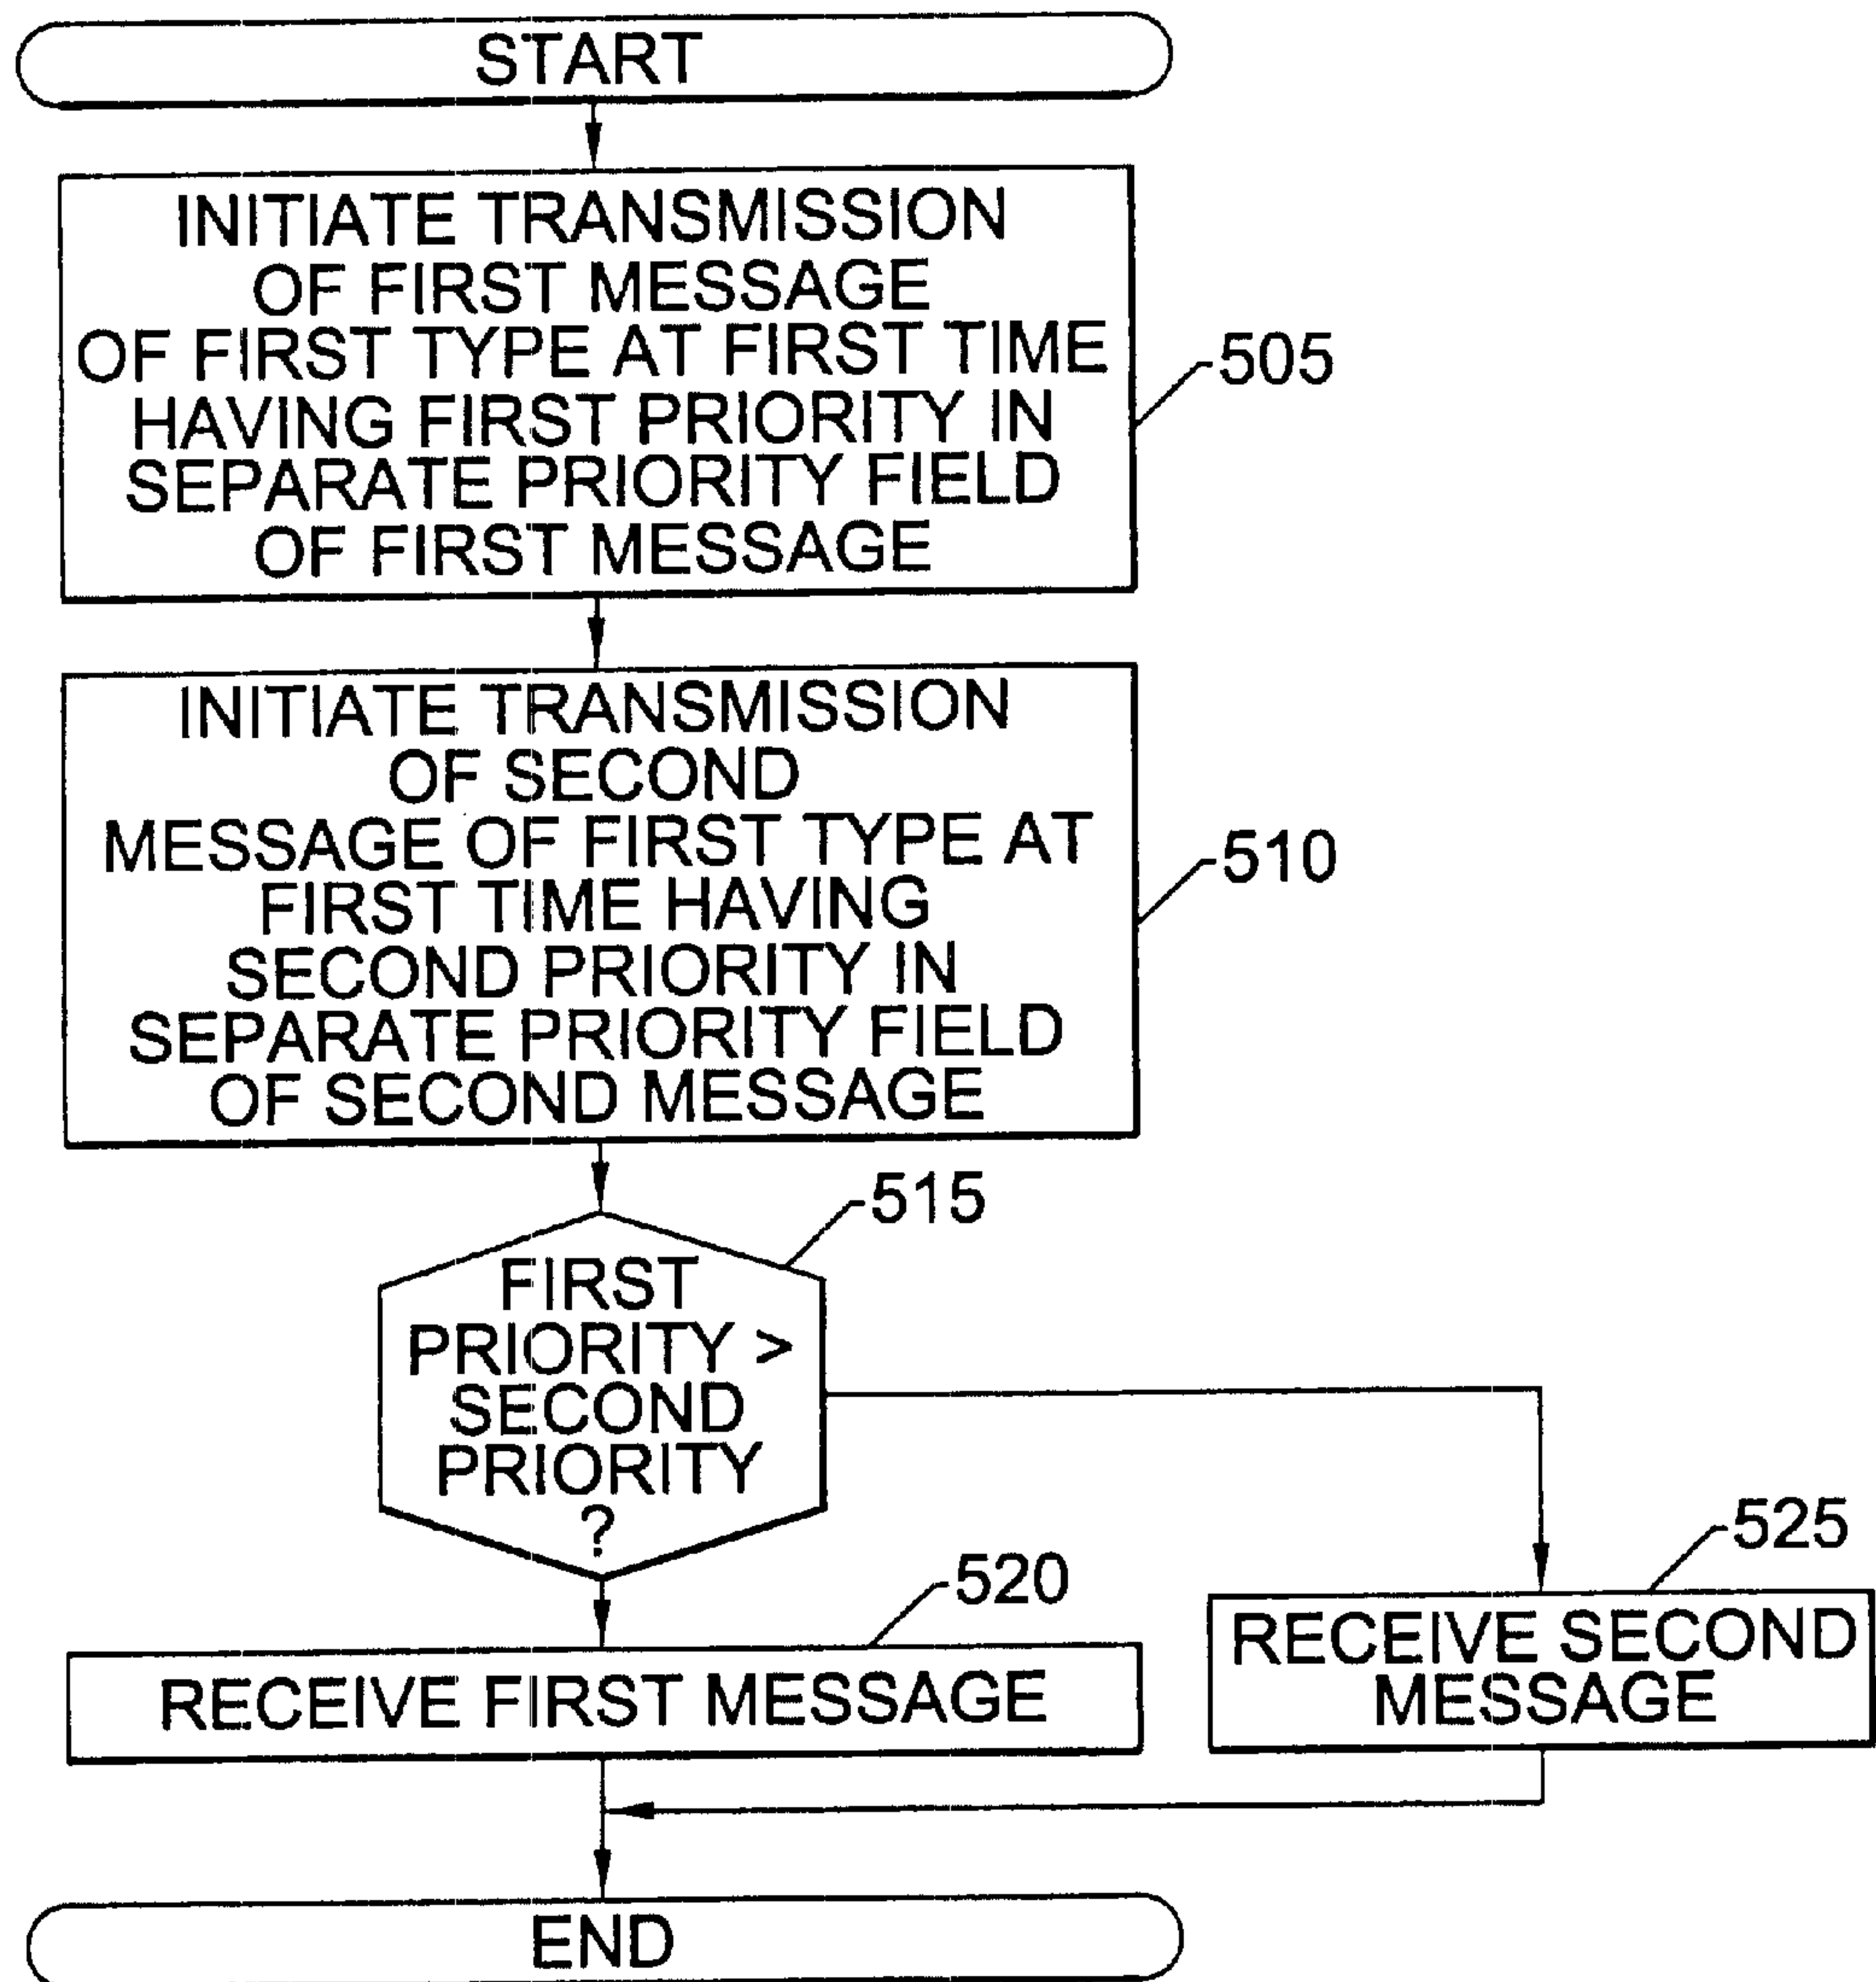 START
INITIATE TRANSMISSION
OF FIRST MESSAGE
OF FIRST TYPE AT FIRST TIME
HAVING FIRST PRIORITY IN
SEPARATE PRIORITY FIELD
OF FIRST MESSAGE
505
INITIATE TRANSMISSION
OF SECOND
MESSAGE OF FIRST TYPE AT
FIRST TIME HAVING
SECOND PRIORITY IN
SEPARATE PRIORITY FIELD
OF SECOND MESSAGE
510
515
FIRST
PRIORITY >
SECOND
PRIORITY
?
520
RECEIVE FIRST MESSAGE
525
RECEIVE SECOND
MESSAGE
END